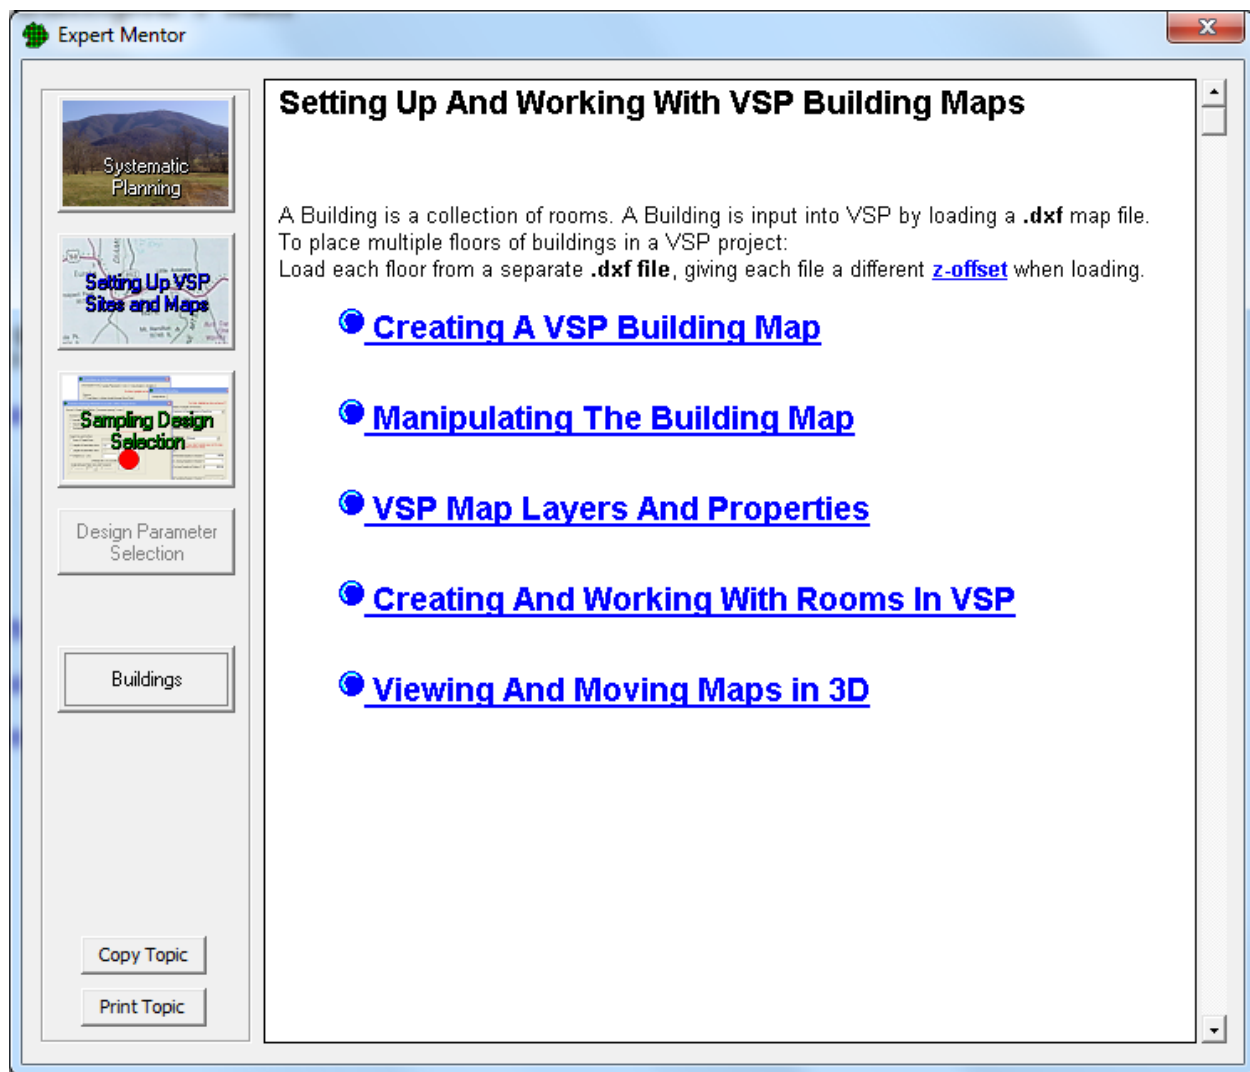 Expert Mentor
Systematic
Planning
Setting Up VSP
Sites and Maps
Sampling Design
Selection
Design Parameter
Selection
Buildings
Copy Topic
Print Topic
Setting Up And Working With VSP Building Maps
A Building is a collection of rooms. A Building is input into VSP by loading a .dxf map file.
To place multiple floors of buildings in a VSP project:
Load each floor from a separate .dxf file, giving each file a different z-offset when loading.
Creating A VSP Building Map
Manipulating The Building Map
VSP Map Layers And Properties
Creating And Working With Rooms In VSP
Viewing And Moving Maps in 3D